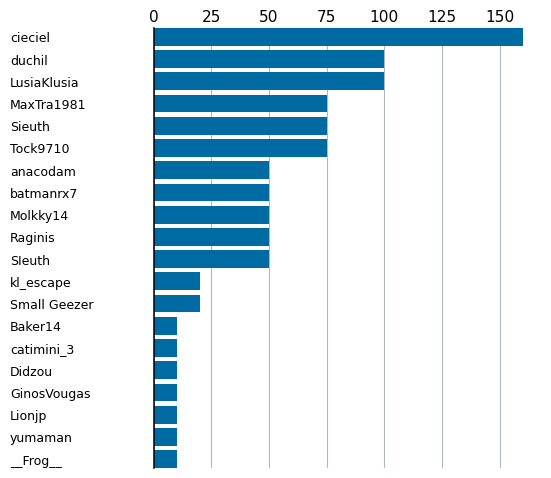 0 25 50 75 100 125 150
cieciel
duchil
LusiaKlusia
MaxTra1981
Sieuth
Tock9710
anacodam
batmanrx7
Molkky14
Raginis
SIeuth
kl_escape
Small Geezer
Baker14
catimini_3
Didzou
GinosVougas
Lionjp
yumaman
__Frog__